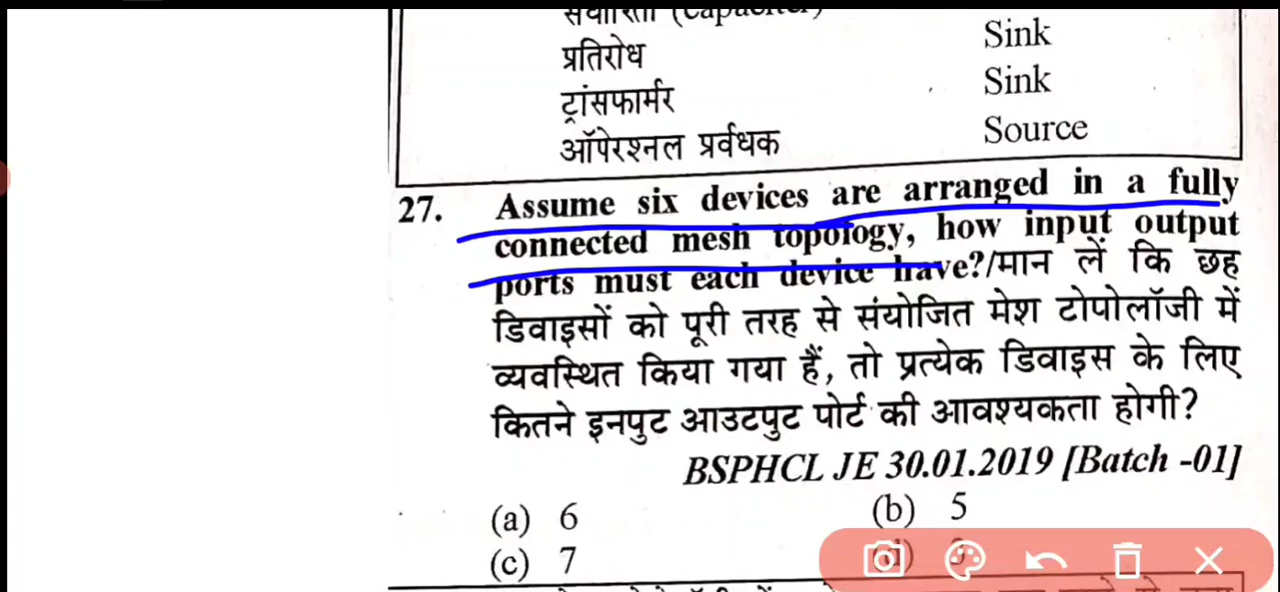 प्रतिरोध Sink
ट्रांसफार्मर Sink
ऑपेरश्नल प्रर्वधक Source
27. Assume six devices are arranged in a fully
connected mesh topology, how input output
ports must each device have?/मान लें कि छह
डिवाइसों को पूरी तरह से संयोजित मेश टोपोलॉजी में
व्यवस्थित किया गया हैं, तो प्रत्येक डिवाइस के लिए
कितने इनपुट आउटपुट पोर्ट की आवश्यकता होगी?
BSPHCL JE 30.01.2019 [Batch -01]
(a) 6 (b) 5
(c) 7 (d) 3